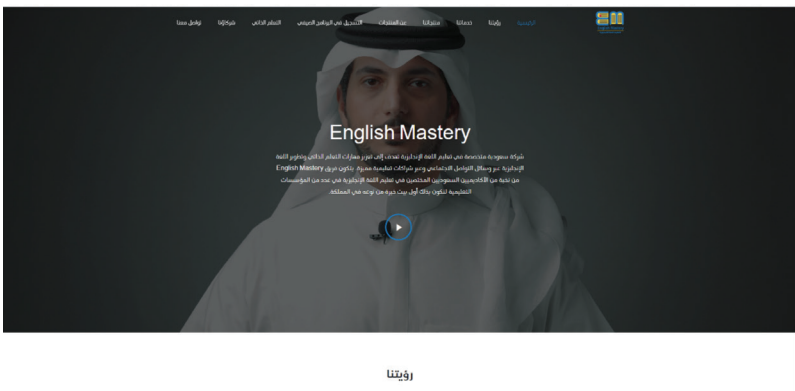 الرئيسية رؤيتنا خدماتنا منتجاتنا عن المنتجات التسجيل في البرنامج الصيفي التعلم الذاتي شركاؤنا تواصل معنا
English Mastery
شركة سعودية متخصصة في تعليم اللغة الإنجليزية تهدف إلى تعزيز مهارات التعلم الذاتي وتطوير اللغة
الإنجليزية عبر وسائل التواصل الاجتماعي وعبر شراكات تعليمية مميزة. يتكون فريق English Mastery
من نخبة من الأكاديميين السعوديين المختصين في تعليم اللغة الإنجليزية في عدد من المؤسسات
التعليمية لتكون بذلك أول بيت خبرة من نوعه في المملكة.
رؤيتنا